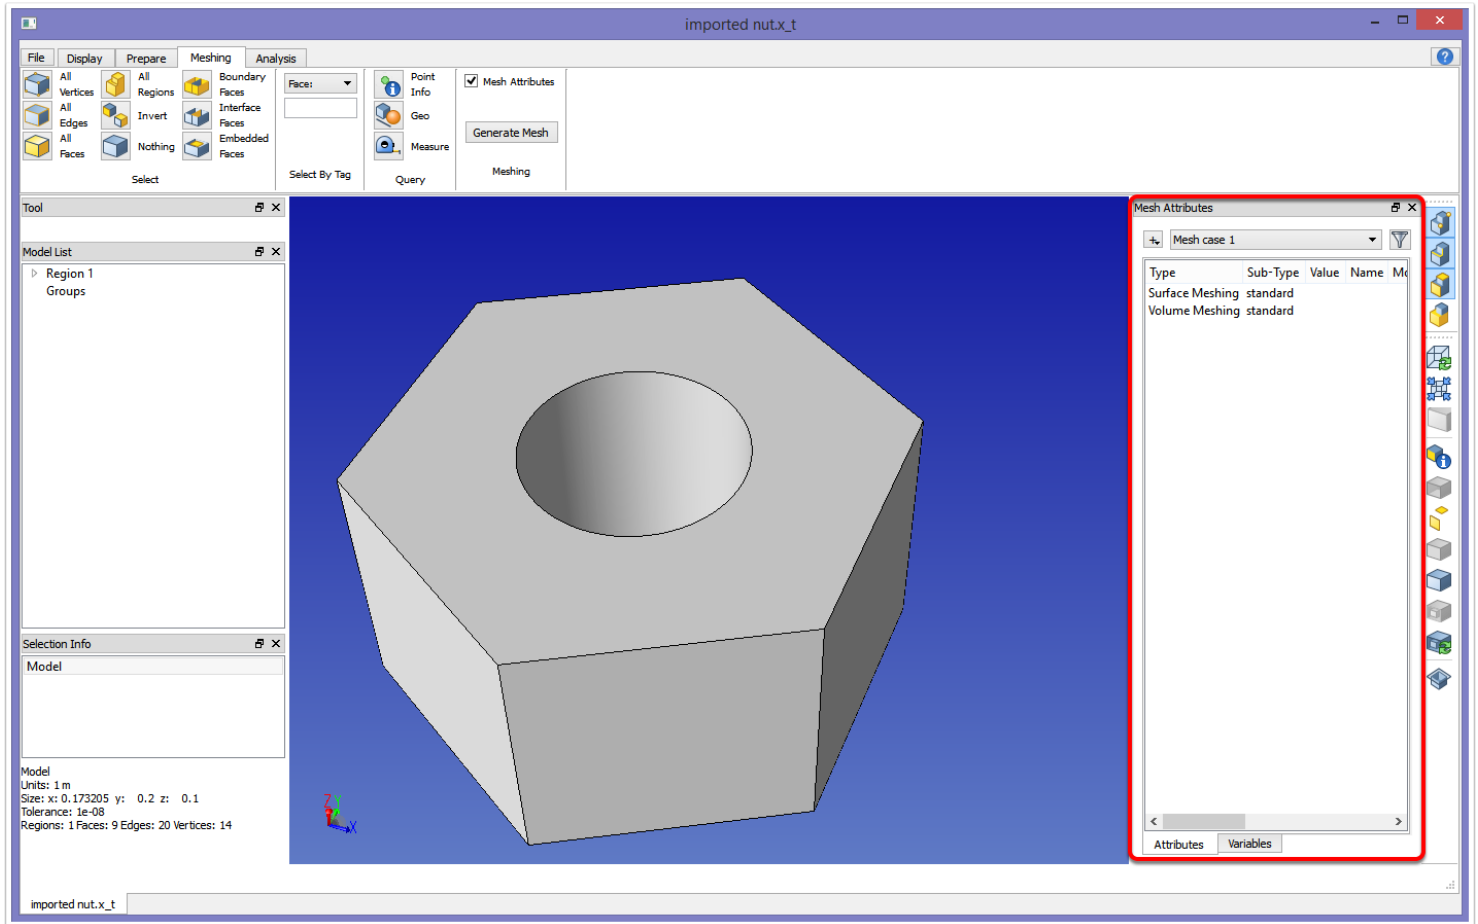 imported nut.x_t
File Display Prepare Meshing Analysis
All Vertices
All Edges
All Faces
All Regions
Invert
Nothing
Boundary Faces
Interface Faces
Embedded Faces
Select
Face:
Select By Tag
Point Info
Geo
Measure
Query
Mesh Attributes
Generate Mesh
Meshing
Tool
Model List
Region 1
Groups
Selection Info
Model
Model
Units: 1 m
Size: x: 0.173205 y: 0.2 z: 0.1
Tolerance: 1e-08
Regions: 1 Faces: 9 Edges: 20 Vertices: 14
Z Y
X
Mesh Attributes
Mesh case 1
Type Sub-Type Value Name Mo
Surface Meshing standard
Volume Meshing standard
Attributes Variables
imported nut.x_t